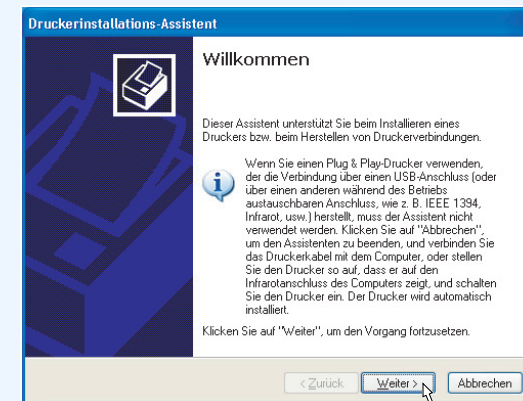 Druckerinstallations-Assistent
Willkommen
Dieser Assistent unterstützt Sie beim Installieren eines
Druckers bzw. beim Herstellen von Druckerverbindungen.
Wenn Sie einen Plug & Play-Drucker verwenden,
der die Verbindung über einen USB-Anschluss (oder
über einen anderen während des Betriebs
austauschbaren Anschluss, wie z. B. IEEE 1394,
Infrarot, usw.) herstellt, muss der Assistent nicht
verwendet werden. Klicken Sie auf "Abbrechen",
um den Assistenten zu beenden, und verbinden Sie
das Druckerkabel mit dem Computer, oder stellen
Sie den Drucker so auf, dass er auf den
Infrarotanschluss des Computers zeigt, und schalten
Sie den Drucker ein. Der Drucker wird automatisch
installiert.
Klicken Sie auf "Weiter", um den Vorgang fortzusetzen.
< Zurück Weiter > Abbrechen